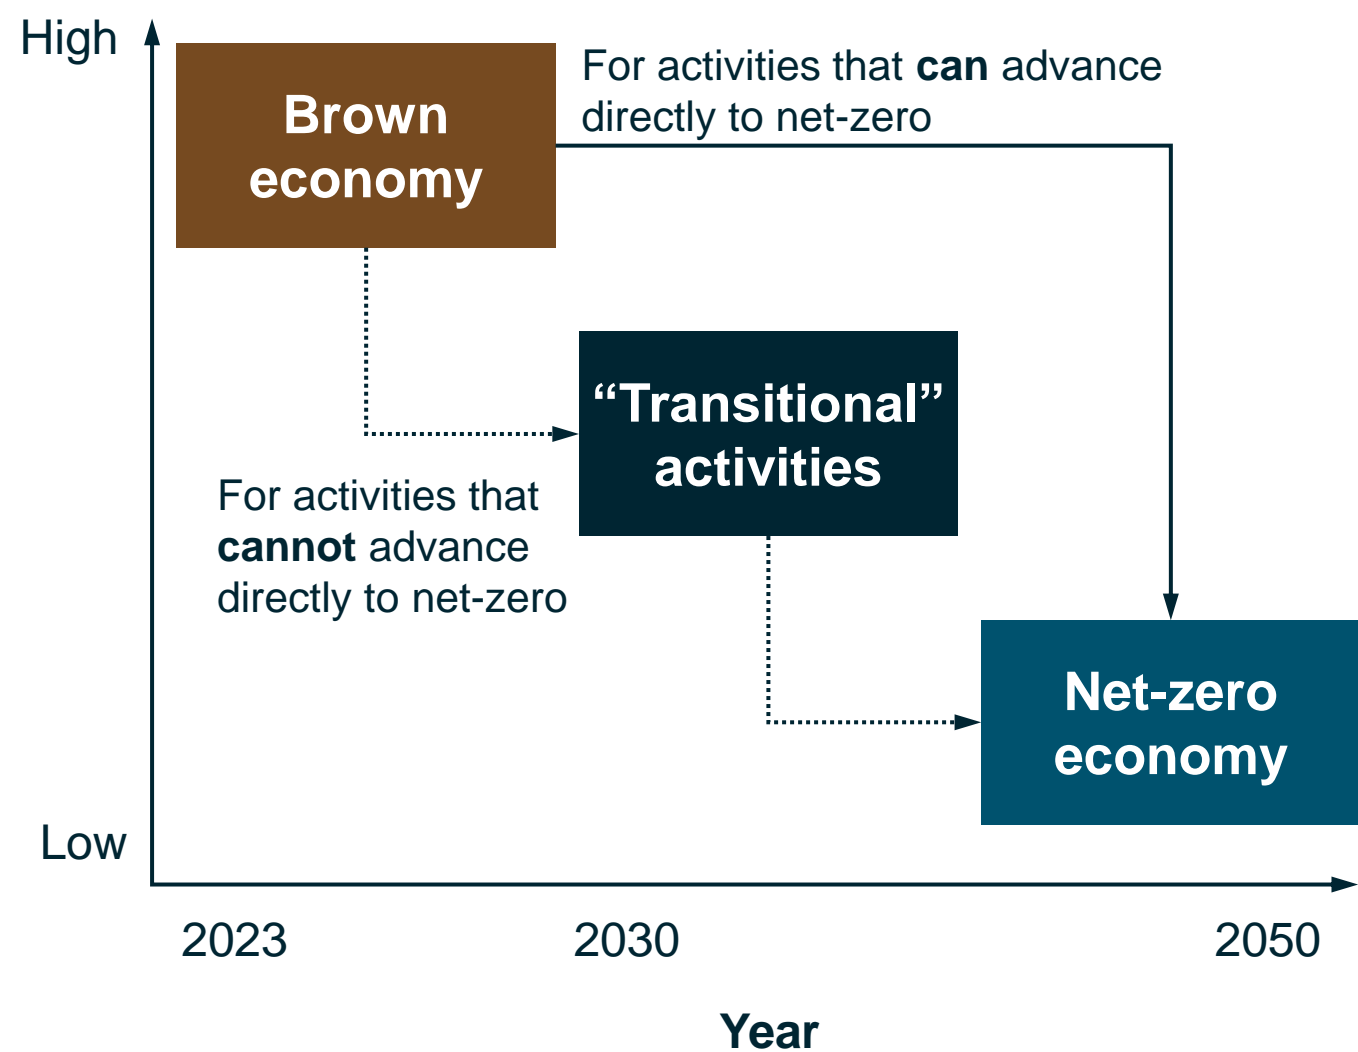 High
Brown
economy
For activities that can advance
directly to net-zero
“Transitional”
activities
For activities that
cannot advance
directly to net-zero
Net-zero
economy
Low
2023
2030
2050
Year